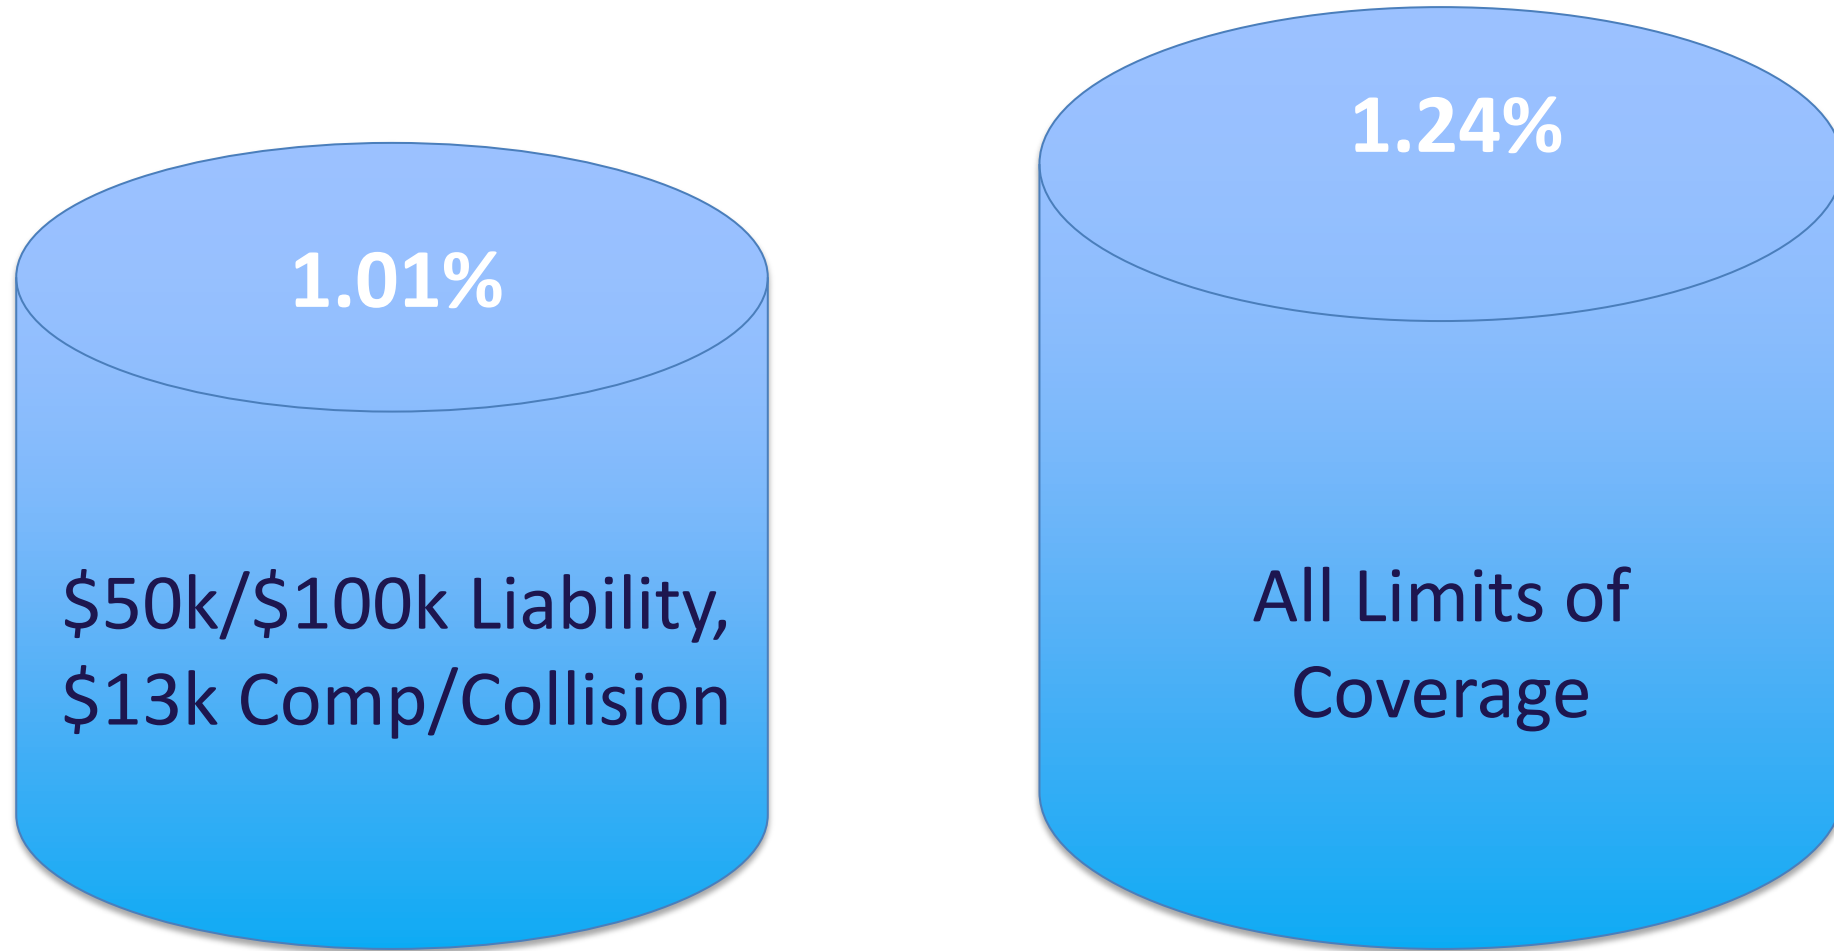 1.01%
$50k/$100k Liability,
$13k Comp/Collision
1.24%
All Limits of
Coverage